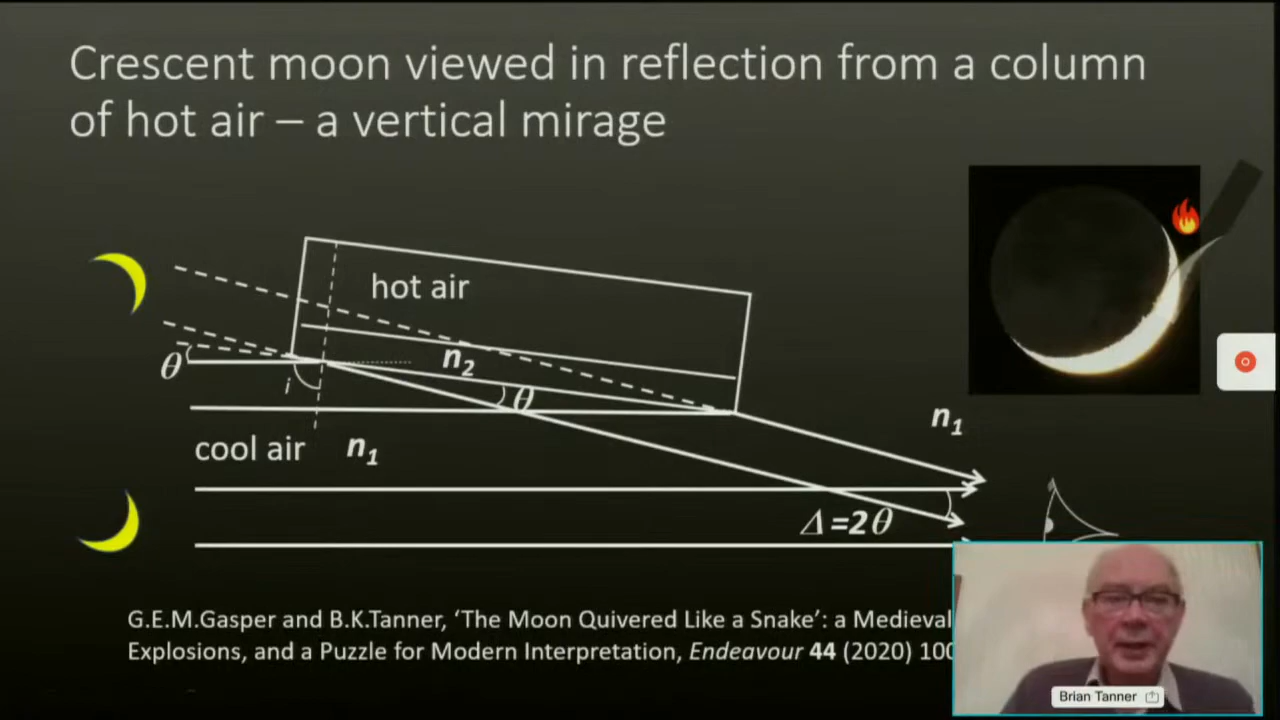 Crescent moon viewed in reflection from a column
of hot air – a vertical mirage
hot air
θ
n2
i
θ
n1
cool air
n1
Δ=2θ
G.E.M.Gasper and B.K.Tanner, ‘The Moon Quivered Like a Snake’: a Medieval
Explosions, and a Puzzle for Modern Interpretation, Endeavour 44 (2020) 100
Brian Tanner